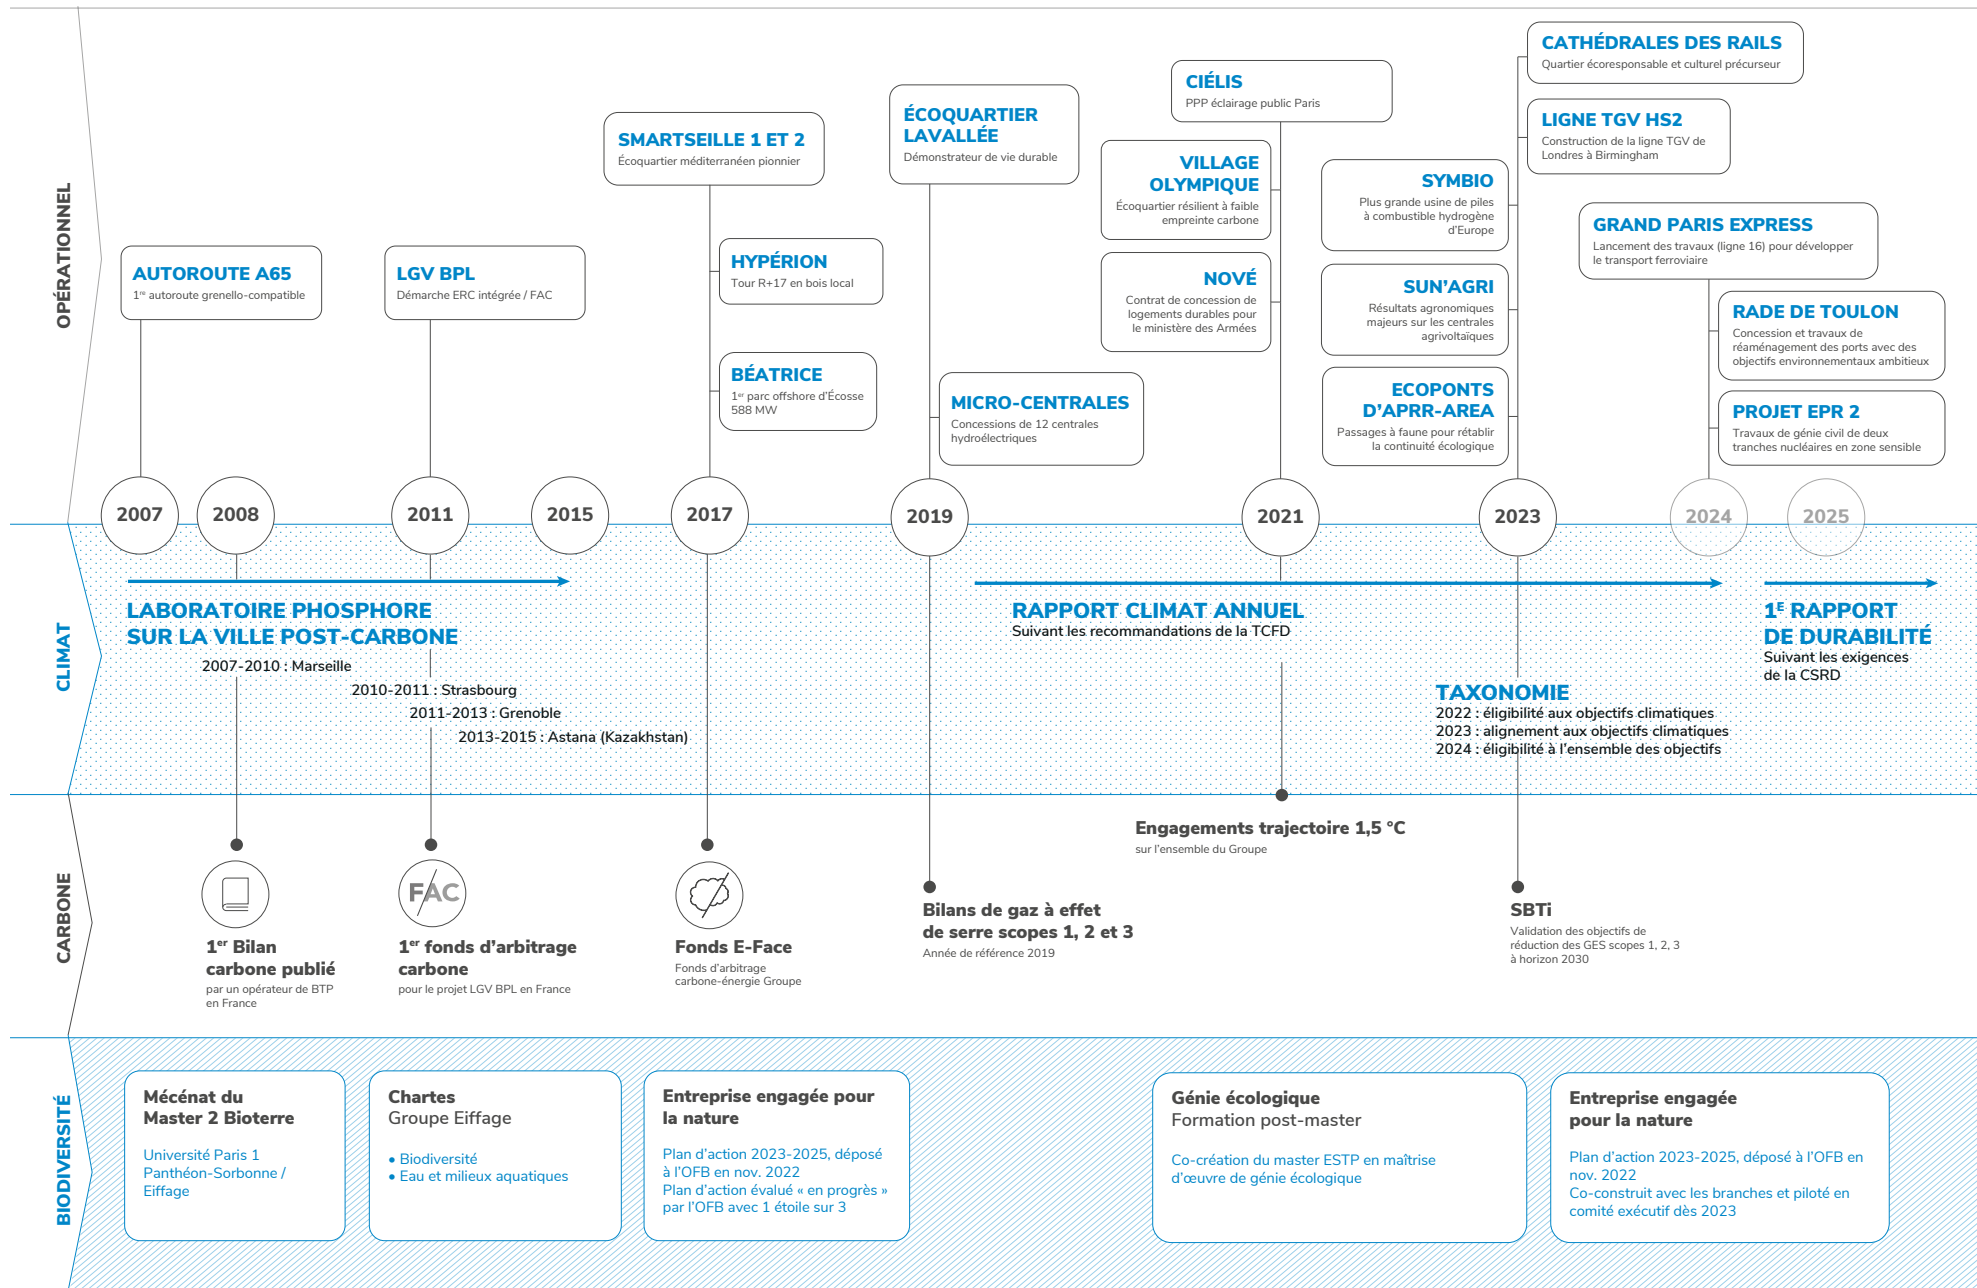 OPÉRATIONNEL
AUTOROUTE A65
1re autoroute grenello-compatible
LGV BPL
Démarche ERC intégrée / FAC
SMARTSEILLE 1 ET 2
Écoquartier méditerranéen pionnier
HYPÉRION
Tour R+17 en bois local
BÉATRICE
1er parc offshore d'Écosse
588 MW
ÉCOQUARTIER
LAVALLÉE
Démonstrateur de vie durable
MICRO-CENTRALES
Concessions de 12 centrales
hydroélectriques
CIÉLIS
PPP éclairage public Paris
VILLAGE
OLYMPIQUE
Écoquartier résilient à faible
empreinte carbone
NOVÉ
Contrat de concession de
logements durables pour
le ministère des Armées
CATHÉDRALES DES RAILS
Quartier écoresponsable et culturel précurseur
LIGNE TGV HS2
Construction de la ligne TGV de
Londres à Birmingham
SYMBIO
Plus grande usine de piles
à combustible hydrogène
d'Europe
SUN'AGRI
Résultats agronomiques
majeurs sur les centrales
agrivoltaïques
ECOPONTS
D'APRR-AREA
Passages à faune pour rétablir
la continuité écologique
GRAND PARIS EXPRESS
Lancement des travaux (ligne 16) pour développer
le transport ferroviaire
RADE DE TOULON
Concession et travaux de
réaménagement des ports avec des
objectifs environnementaux ambitieux
PROJET EPR 2
Travaux de génie civil de deux
tranches nucléaires en zone sensible
2007
2008
2011
2015
2017
2019
2021
2023
2024
2025
CLIMAT
LABORATOIRE PHOSPHORE
SUR LA VILLE POST-CARBONE
2007-2010 : Marseille
2010-2011 : Strasbourg
2011-2013 : Grenoble
2013-2015 : Astana (Kazakhstan)
RAPPORT CLIMAT ANNUEL
Suivant les recommandations de la TCFD
TAXONOMIE
2022 : éligibilité aux objectifs climatiques
2023 : alignement aux objectifs climatiques
2024 : éligibilité à l'ensemble des objectifs
1E RAPPORT
DE DURABILITÉ
Suivant les exigences
de la CSRD
CARBONE
1er Bilan
carbone publié
par un opérateur de BTP
en France
FAC
1er fonds d'arbitrage
carbone
pour le projet LGV BPL en France
Fonds E-Face
Fonds d'arbitrage
carbone-énergie Groupe
Bilans de gaz à effet
de serre scopes 1, 2 et 3
Année de référence 2019
Engagements trajectoire 1,5 °C
sur l'ensemble du Groupe
SBTi
Validation des objectifs de
réduction des GES scopes 1, 2, 3
à horizon 2030
BIODIVERSITÉ
Mécénat du
Master 2 Bioterre
Université Paris 1
Panthéon-Sorbonne /
Eiffage
Chartes
Groupe Eiffage
• Biodiversité
• Eau et milieux aquatiques
Entreprise engagée pour
la nature
Plan d'action 2023-2025, déposé
à l'OFB en nov. 2022
Plan d'action évalué « en progrès »
par l'OFB avec 1 étoile sur 3
Génie écologique
Formation post-master
Co-création du master ESTP en maîtrise
d'œuvre de génie écologique
Entreprise engagée
pour la nature
Plan d'action 2023-2025, déposé à l'OFB en
nov. 2022
Co-construit avec les branches et piloté en
comité exécutif dès 2023